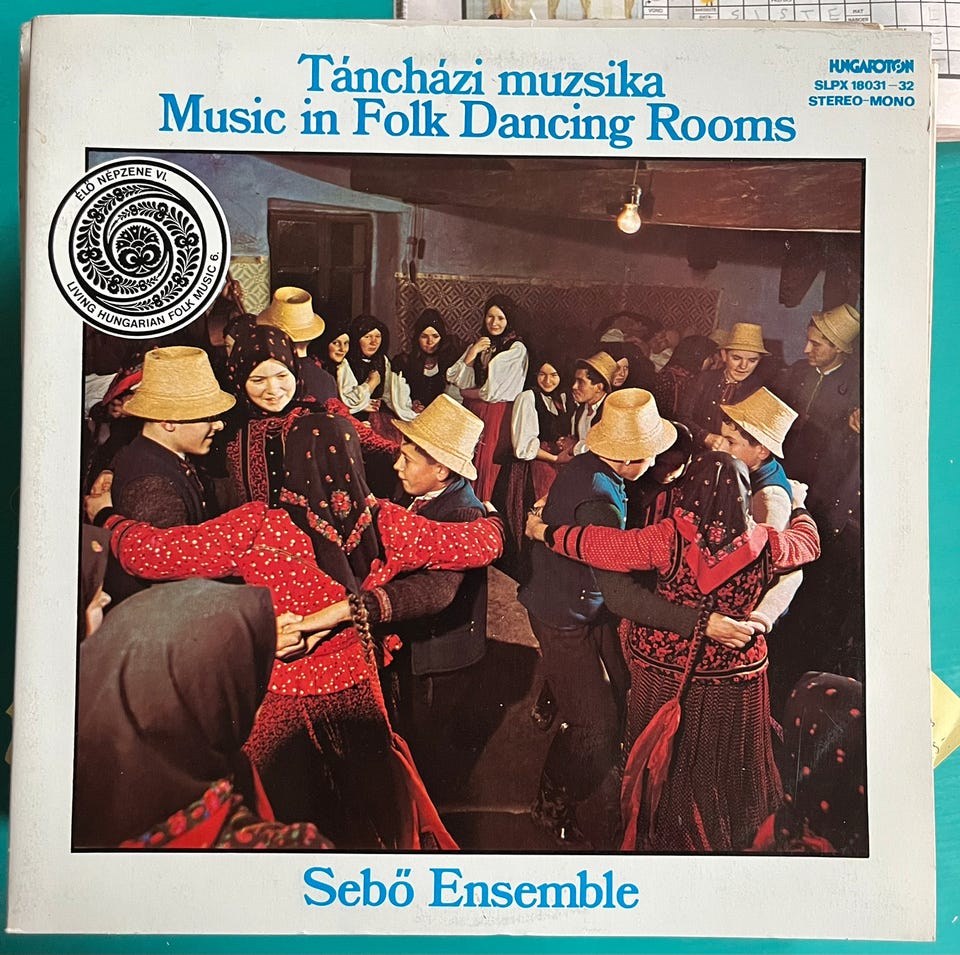 Táncházi muzsika
Music in Folk Dancing Rooms
HUNGAROTON
SLPX 18031–32
STEREO-MONO
ÉLŐ NÉPZENE VI.
LIVING HUNGARIAN FOLK MUSIC 6.
Sebő Ensemble